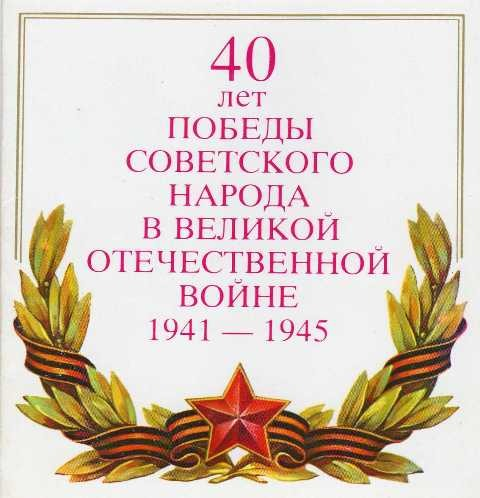 40
лет
ПОБЕДЫ
СОВЕТСКОГО
НАРОДА
В ВЕЛИКОЙ
ОТЕЧЕСТВЕННОЙ
ВОЙНЕ
1941 — 1945